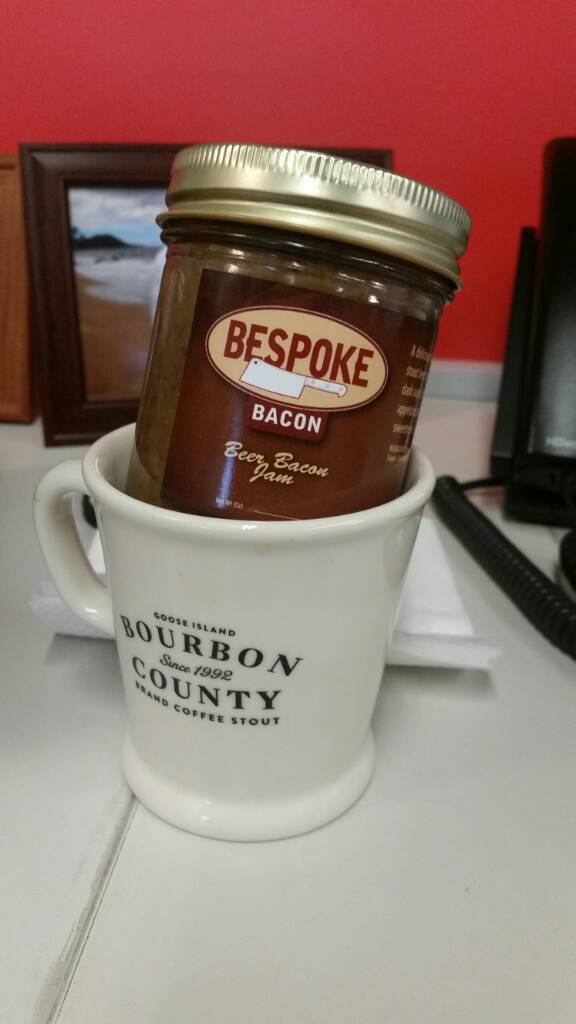 BESPOKE
BACON
Beer Bacon
Jam
GOOSE ISLAND
BOURBON
Since 1992
COUNTY
BRAND COFFEE STOUT